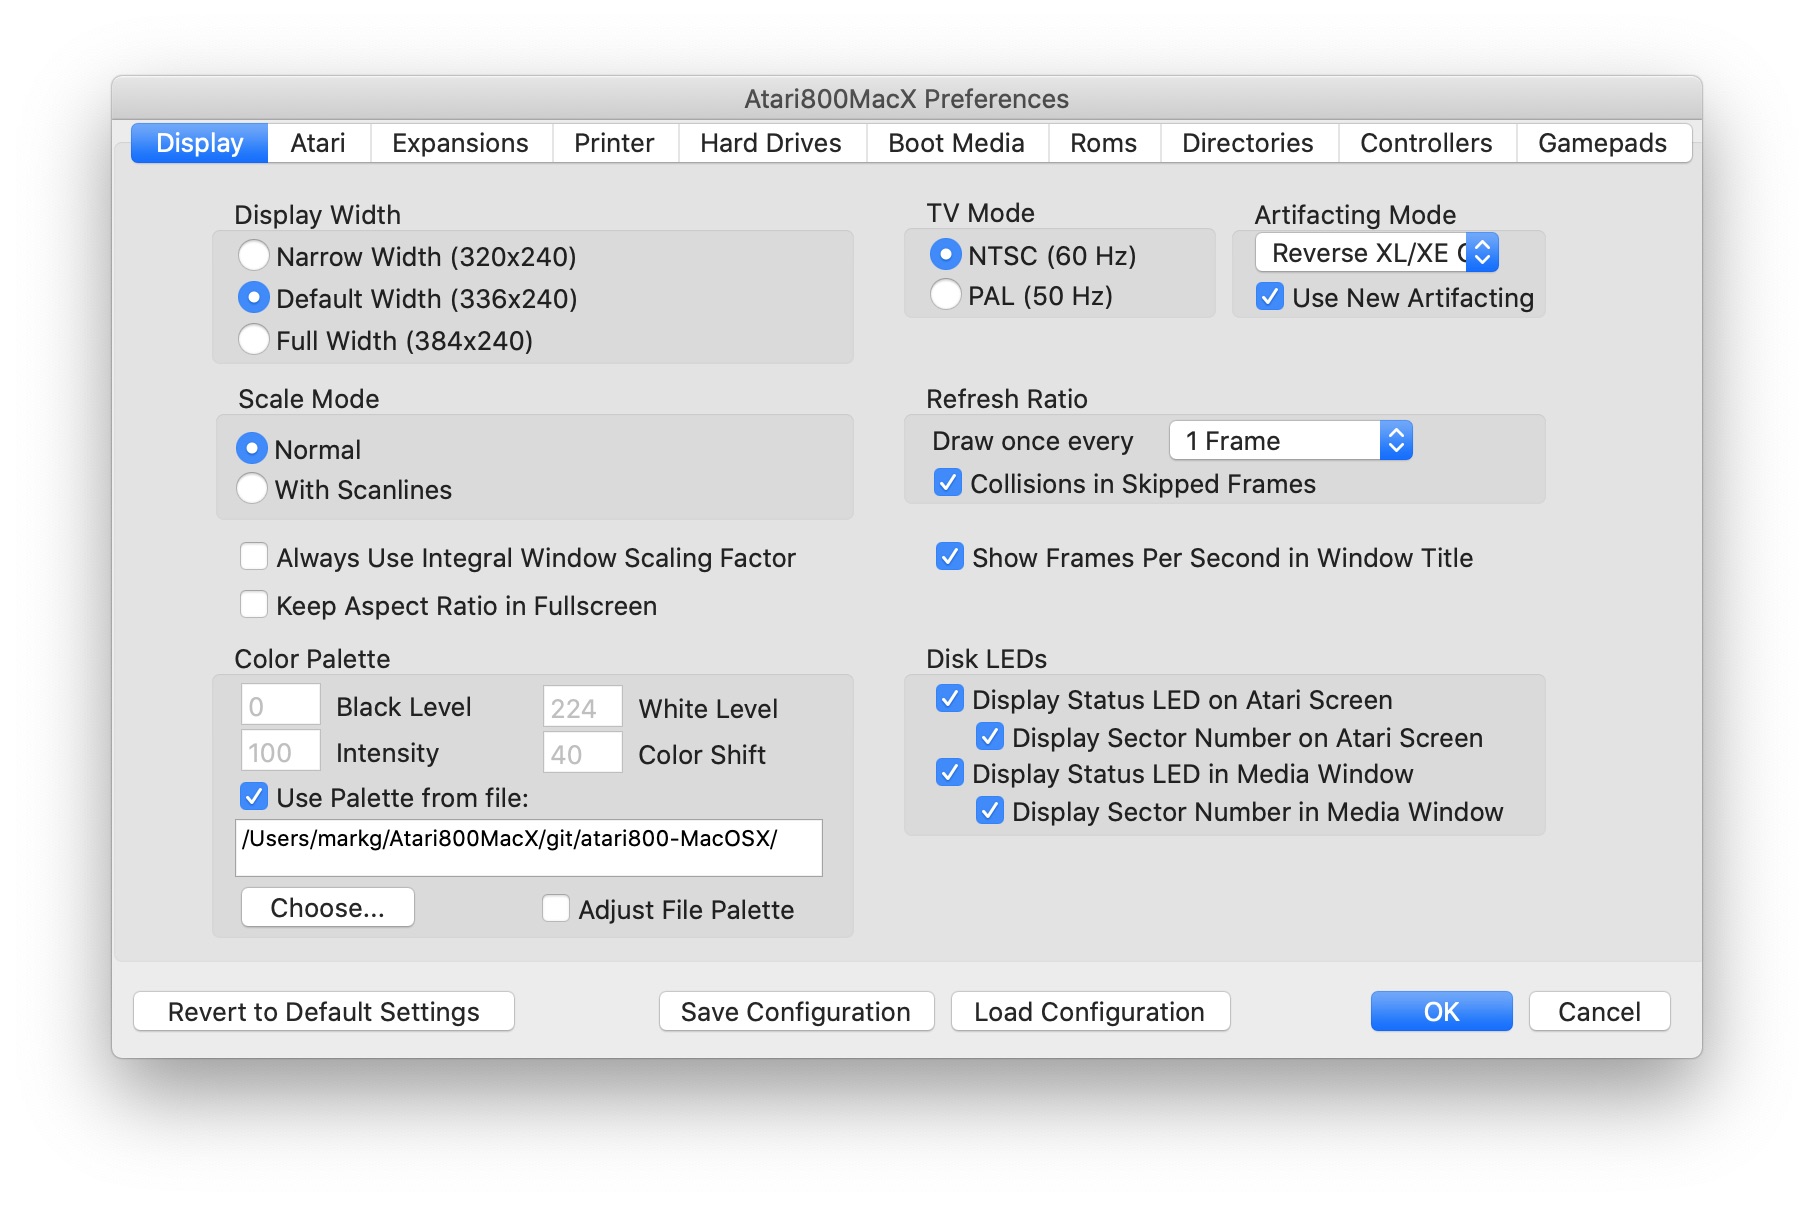 Atari800MacX Preferences
Display Atari Expansions Printer Hard Drives Boot Media Roms Directories Controllers Gamepads
Display Width
Narrow Width (320x240)
Default Width (336x240)
Full Width (384x240)
TV Mode
NTSC (60 Hz)
PAL (50 Hz)
Artifacting Mode
Reverse XL/XE
Use New Artifacting
Scale Mode
Normal
With Scanlines
Refresh Ratio
Draw once every 1 Frame
Collisions in Skipped Frames
Always Use Integral Window Scaling Factor
Keep Aspect Ratio in Fullscreen
Show Frames Per Second in Window Title
Color Palette
0 Black Level 224 White Level
100 Intensity 40 Color Shift
Use Palette from file:
/Users/markg/Atari800MacX/git/atari800-MacOSX/
Choose... Adjust File Palette
Disk LEDs
Display Status LED on Atari Screen
Display Sector Number on Atari Screen
Display Status LED in Media Window
Display Sector Number in Media Window
Revert to Default Settings Save Configuration Load Configuration OK Cancel